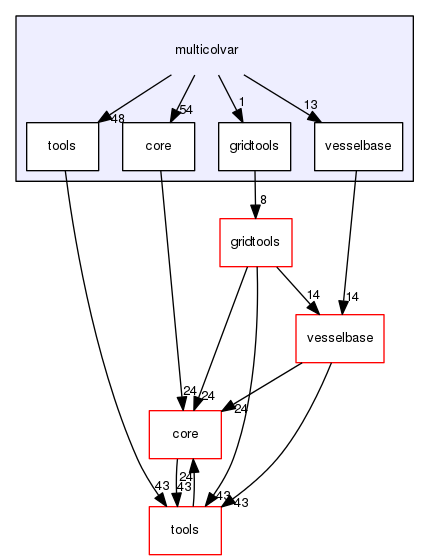 multicolvar
1
13
54
48
tools
core
gridtools
vesselbase
8
gridtools
14
14
vesselbase
24
24
24
core
24
43
43
43
43
tools